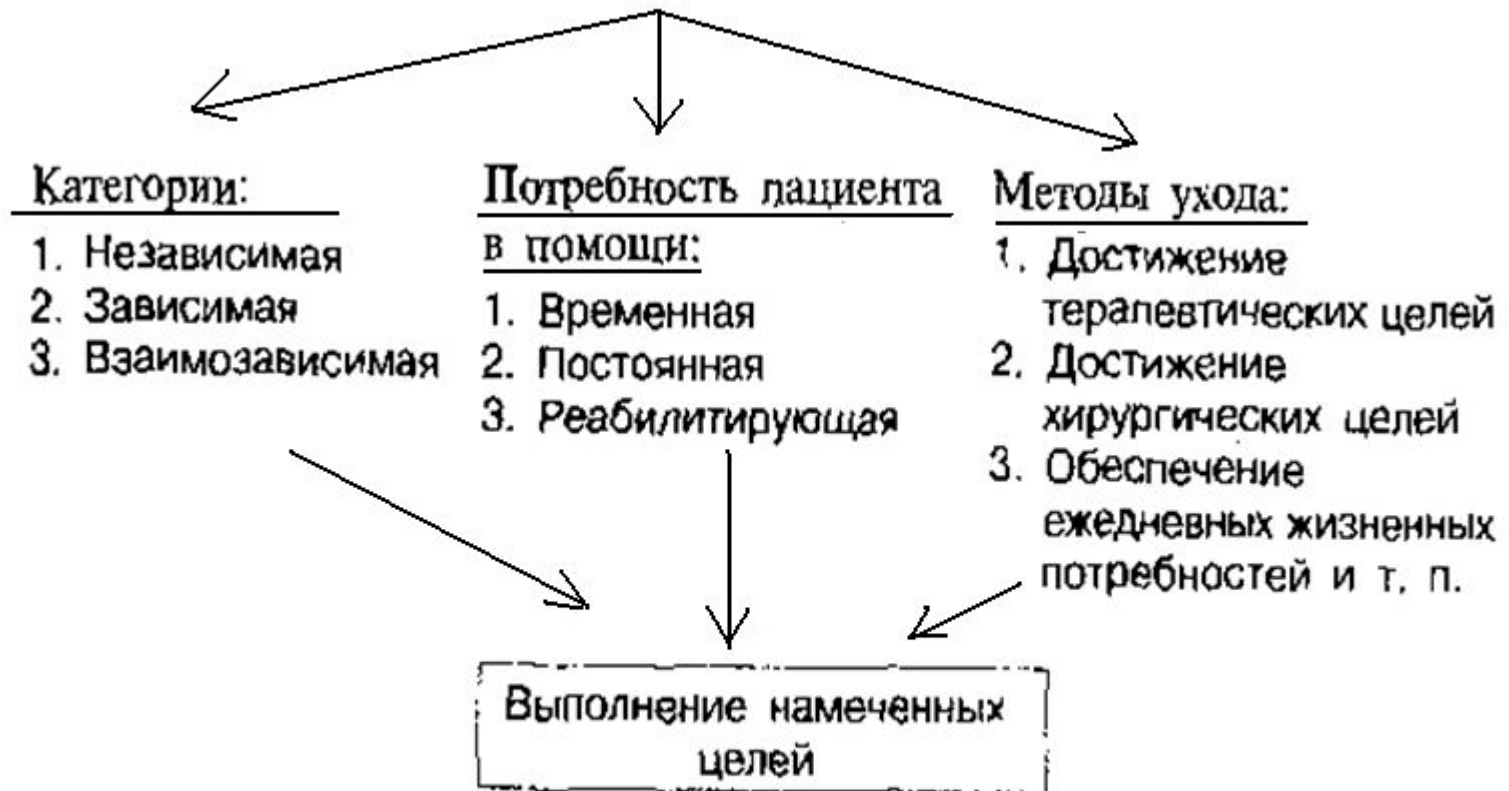 Категории:
1. Независимая
2. Зависимая
3. Взаимозависимая
Потребность пациента
в помощи:
1. Временная
2. Постоянная
3. Реабилитирующая
Методы ухода:
1. Достижение
терапевтических целей
2. Достижение
хирургических целей
3. Обеспечение
ежедневных жизненных
потребностей и т. п.
Выполнение намеченных
целей